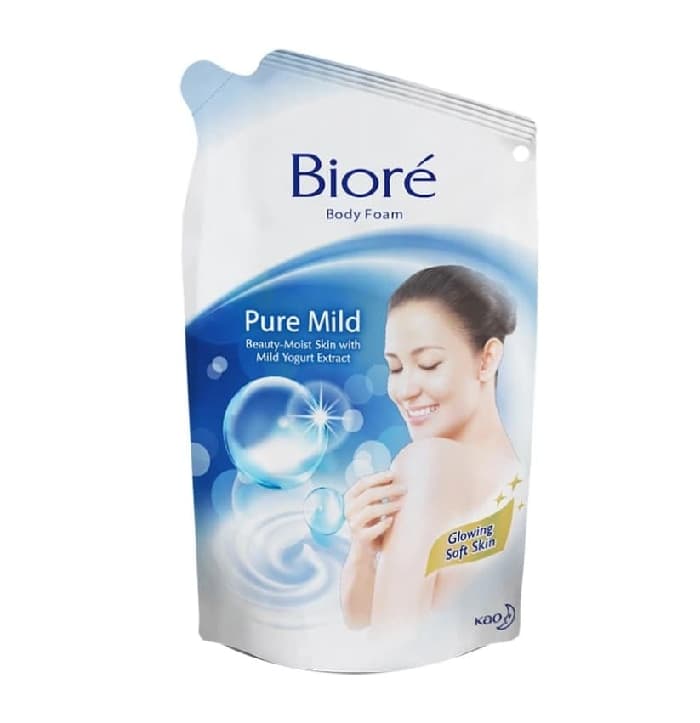 Bioré
Body Foam
Pure Mild
Beauty-Moist Skin with
Mild Yogurt Extract
Glowing
Soft Skin
Kao